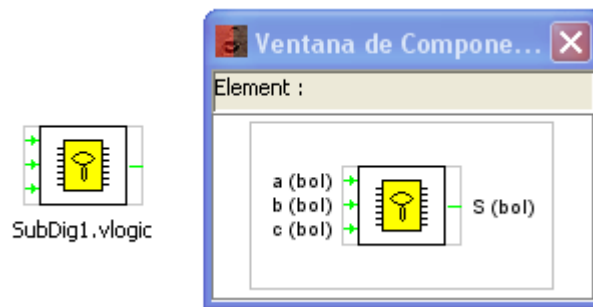 Ventana de Compone...
Element :
a (bol)
b (bol)
c (bol)
S (bol)
SubDig1.vlogic